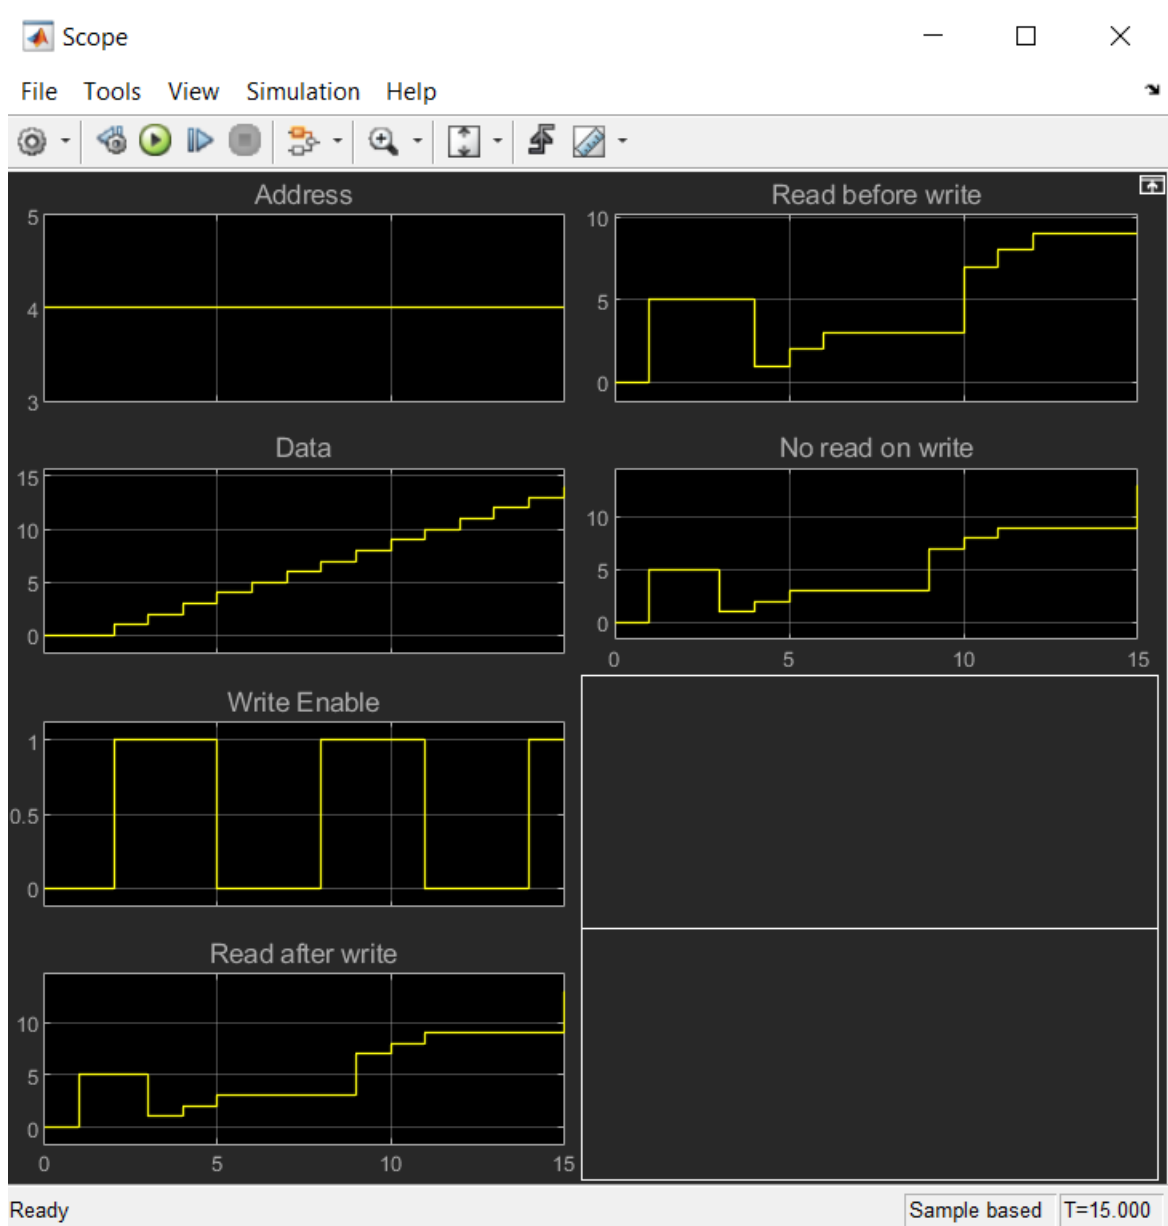 Scope
File Tools View Simulation Help
Address
5
4
3
Read before write
10
5
0
Data
15
10
5
0
No read on write
10
5
0
0 5 10 15
Write Enable
1
0.5
0
Read after write
10
5
0
0 5 10 15
Ready
Sample based T=15.000